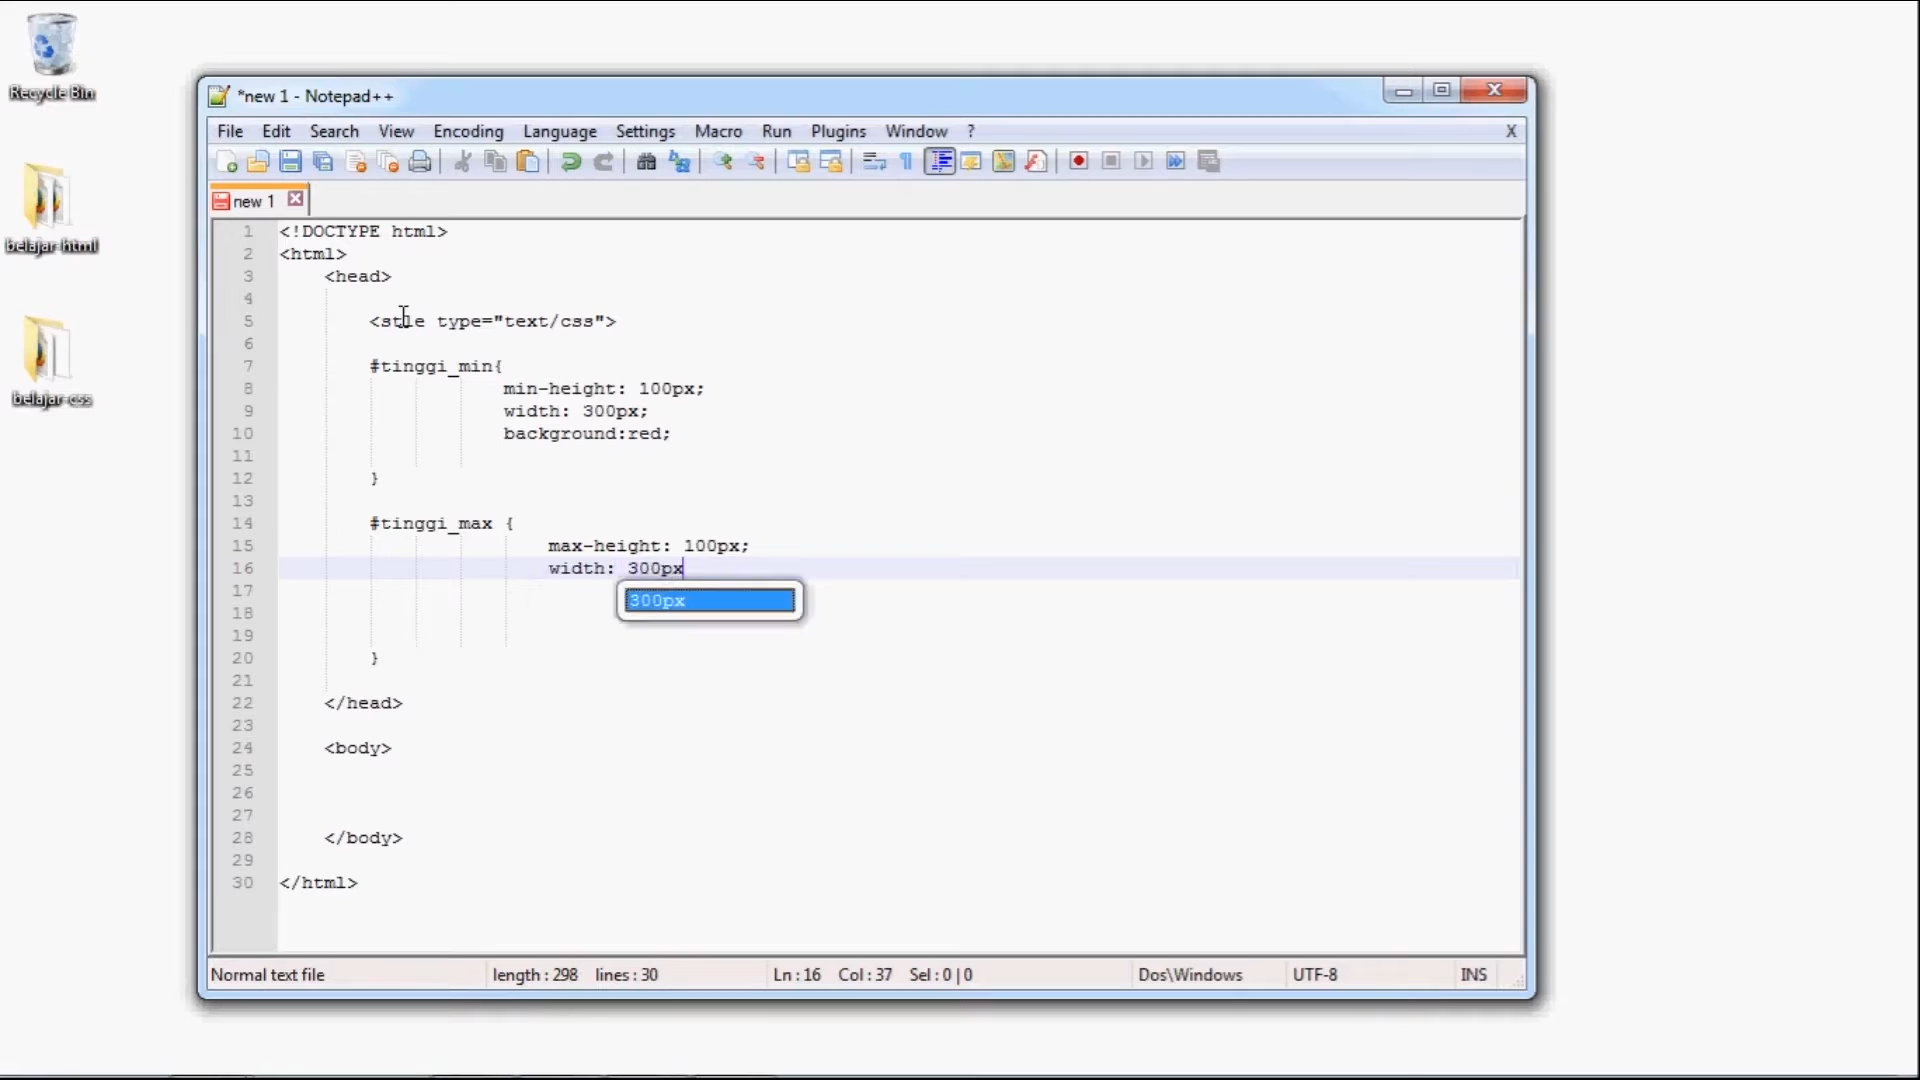 Recycle Bin
belajar-html
belajar-css
*new 1 - Notepad++
File Edit Search View Encoding Language Settings Macro Run Plugins Window ? X
new 1
1 <!DOCTYPE html>
2 <html>
3 <head>
4
5 <stile type="text/css">
6
7 #tinggi_min{
8 min-height: 100px;
9 width: 300px;
10 background:red;
11
12 }
13
14 #tinggi_max {
15 max-height: 100px;
16 width: 300px
17
300px
18
19
20 }
21
22 </head>
23
24 <body>
25
26
27
28 </body>
29
30 </html>
Normal text file length : 298 lines : 30 Ln : 16 Col : 37 Sel : 0 | 0 Dos\Windows UTF-8 INS